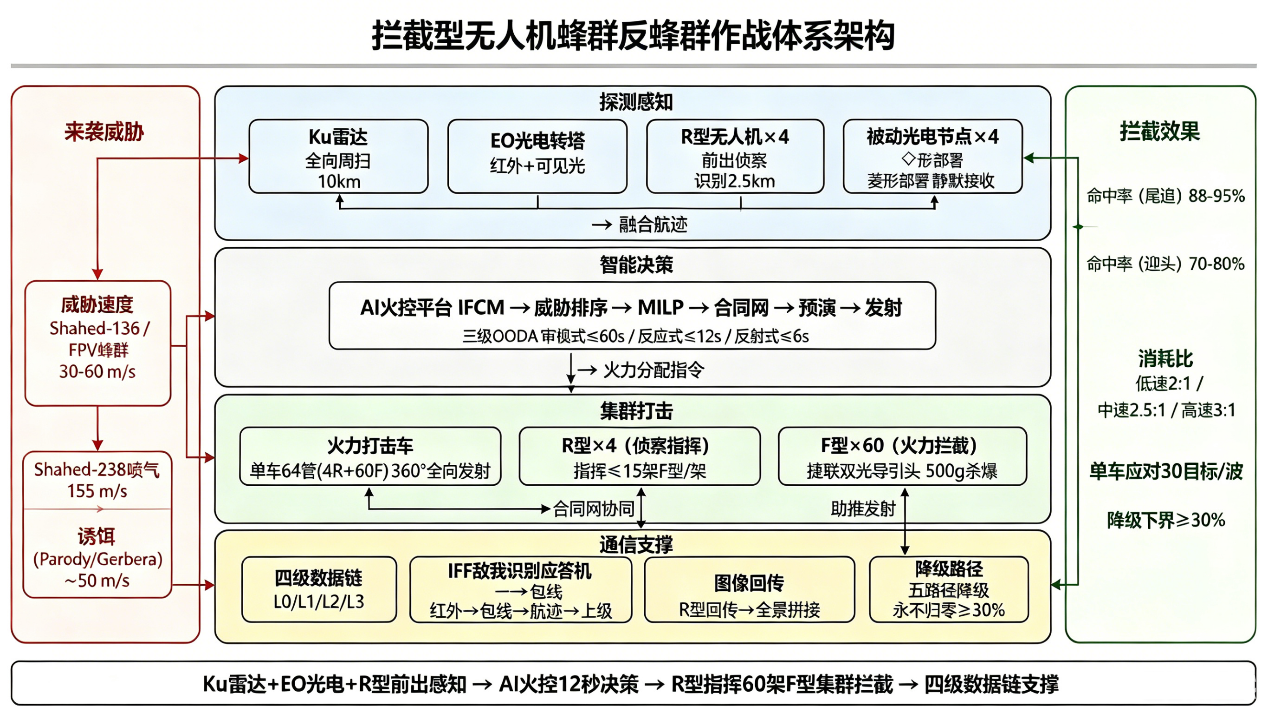 拦截型无人机蜂群反蜂群作战体系架构
来袭威胁
威胁速度
Shahed-136 /
FPV蜂群
30-60 m/s
Shahed-238喷气
155 m/s
诱饵
(Parody/Gerbera)
~50 m/s
探测感知
Ku雷达
全向周扫
10km
EO光电转塔
红外+可见光
R型无人机×4
前出侦察
识别2.5km
被动光电节点×4
◇形部署
菱形部署 静默接收
→ 融合航迹
智能决策
AI火控平台 IFCM → 威胁排序 → MILP → 合同网 → 预演 → 发射
三级OODA 审视式≤60s / 反应式≤12s / 反射式≤6s
→ 火力分配指令
集群打击
火力打击车
单车64管(4R+60F) 360°全向发射
R型×4（侦察指挥）
指挥≤15架F型/架
F型×60（火力拦截）
捷联双光导引头 500g杀爆
合同网协同
助推发射
通信支撑
四级数据链
L0/L1/L2/L3
IFF敌我识别应答机
一→包线
红外→包线→航迹→上级
图像回传
R型回传→全景拼接
降级路径
五路径降级
永不归零≥30%
拦截效果
命中率（尾追）88-95%
命中率（迎头）70-80%
消耗比
低速2:1 /
中速2.5:1 / 高速3:1
单车应对30目标/波
降级下界≥30%
Ku雷达+EO光电+R型前出感知 → AI火控12秒决策 → R型指挥60架F型集群拦截 → 四级数据链支撑